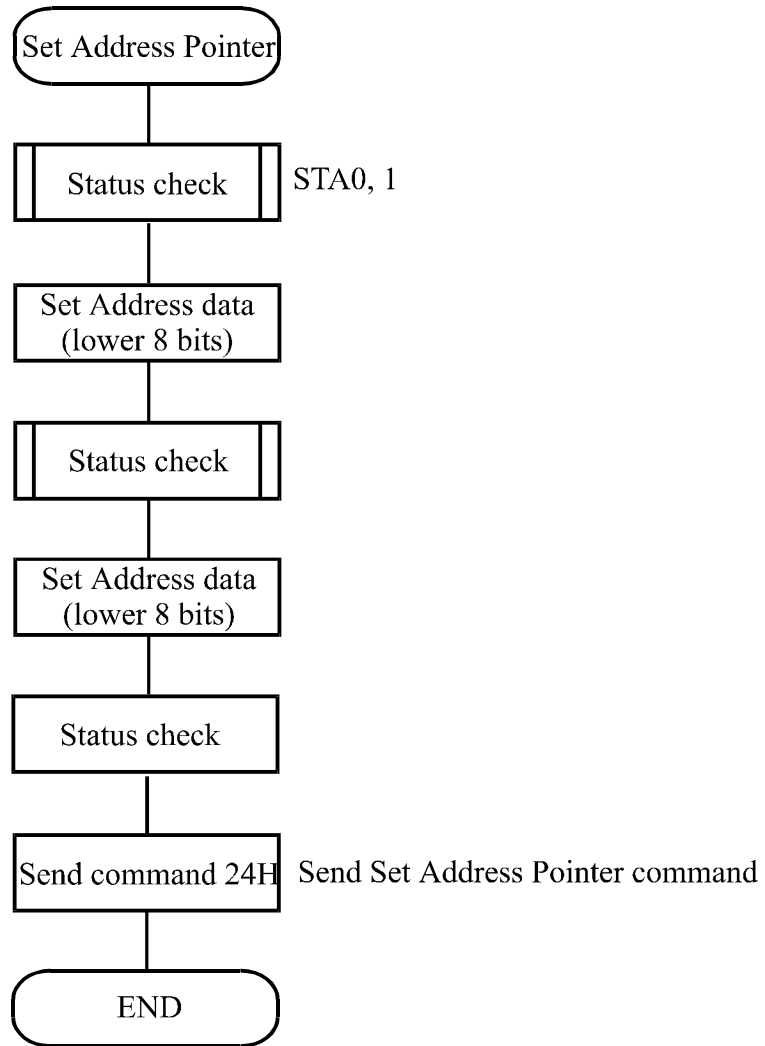 Set Address Pointer
Status check
STA0, 1
Set Address data
(lower 8 bits)
Status check
Set Address data
(lower 8 bits)
Status check
Send command 24H
Send Set Address Pointer command
END